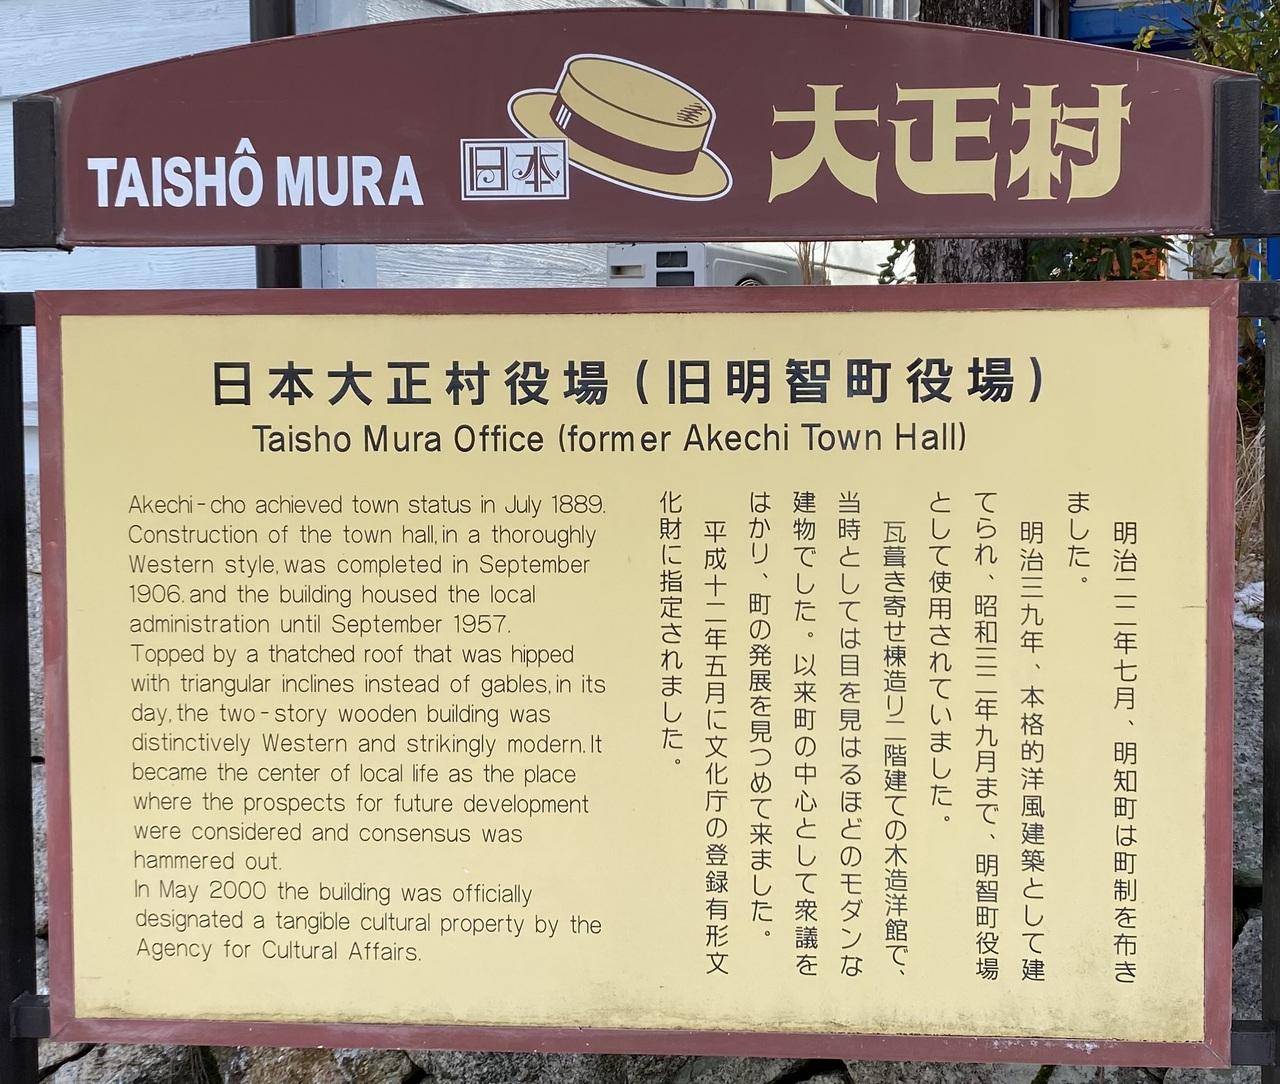 TAISHÔ MURA
日本
大正村
日本大正村役場(旧明智町役場)
Taisho Mura Office (former Akechi Town Hall)
Akechi-cho achieved town status in July 1889.
Construction of the town hall, in a thoroughly
Western style, was completed in September
1906. and the building housed the local
administration until September 1957.
Topped by a thatched roof that was hipped
with triangular inclines instead of gables, in its
day, the two-story wooden building was
distinctively Western and strikingly modern. It
became the center of local life as the place
where the prospects for future development
were considered and consensus was
hammered out.
In May 2000 the building was officially
designated a tangible cultural property by the
Agency for Cultural Affairs.
明治二二年七月、明知町は町制を布き
ました。
明治三九年、本格的洋風建築として建
てられ、昭和三二年九月まで、明智町役場
として使用されていました。
瓦葺き寄せ棟造り二階建ての木造洋館で、
当時としては目を見はるほどのモダンな
建物でした。以来町の中心として衆議を
はかり、町の発展を見つめて来ました。
平成十二年五月に文化庁の登録有形文
化財に指定されました。